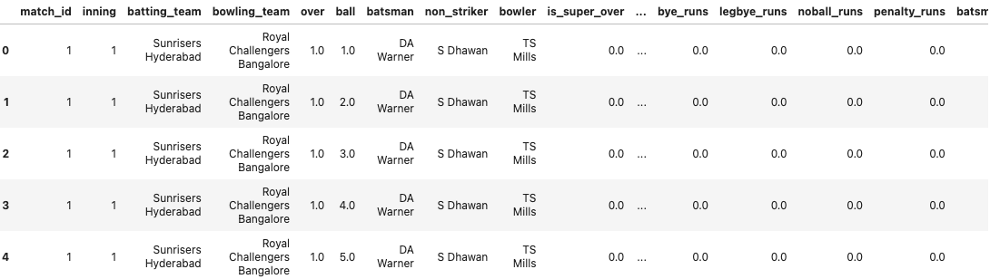 match_id inning batting_team bowling_team over ball batsman non_striker bowler is_super_over ... bye_runs legbye_runs noball_runs penalty_runs batsm
0 1 1 Sunrisers Hyderabad Royal Challengers Bangalore 1.0 1.0 DA Warner S Dhawan TS Mills 0.0 ... 0.0 0.0 0.0 0.0
1 1 1 Sunrisers Hyderabad Royal Challengers Bangalore 1.0 2.0 DA Warner S Dhawan TS Mills 0.0 ... 0.0 0.0 0.0 0.0
2 1 1 Sunrisers Hyderabad Royal Challengers Bangalore 1.0 3.0 DA Warner S Dhawan TS Mills 0.0 ... 0.0 0.0 0.0 0.0
3 1 1 Sunrisers Hyderabad Royal Challengers Bangalore 1.0 4.0 DA Warner S Dhawan TS Mills 0.0 ... 0.0 0.0 0.0 0.0
4 1 1 Sunrisers Hyderabad Royal Challengers Bangalore 1.0 5.0 DA Warner S Dhawan TS Mills 0.0 ... 0.0 0.0 0.0 0.0